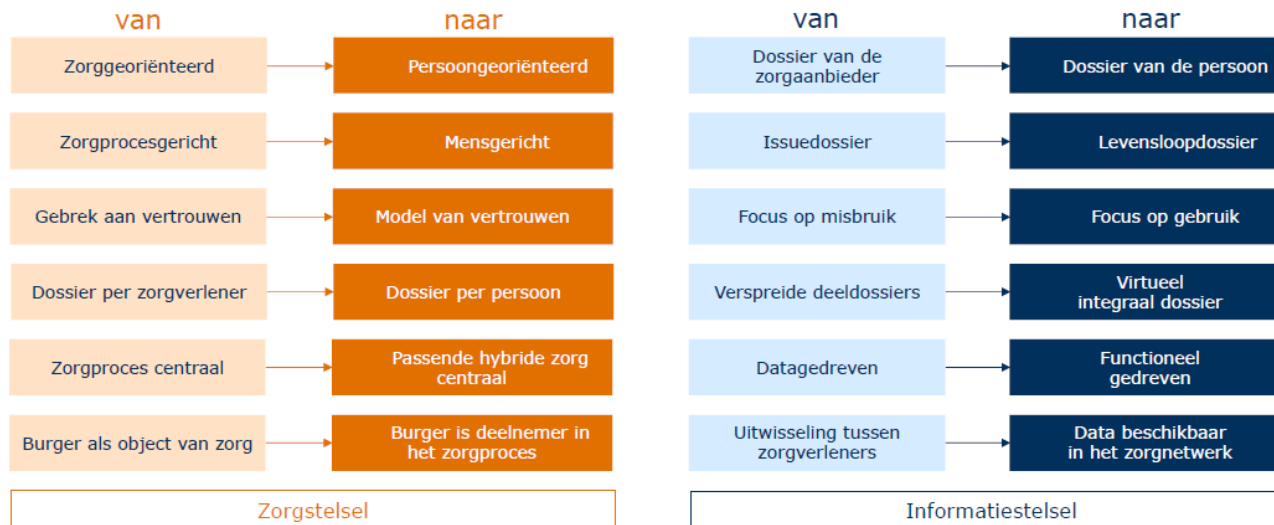 van
naar
Zorggeoriënteerd
Persoongeoriënteerd
Zorgprocesgericht
Mensgericht
Gebrek aan vertrouwen
Model van vertrouwen
Dossier per zorgverlener
Dossier per persoon
Zorgproces centraal
Passende hybride zorg
centraal
Burger als object van zorg
Burger is deelnemer in
het zorgproces
Zorgstelsel
van
naar
Dossier van de
zorgaanbieder
Dossier van de persoon
Issuedossier
Levensloopdossier
Focus op misbruik
Focus op gebruik
Verspreide deeldossiers
Virtueel
integraal dossier
Datagedreven
Functioneel
gedreven
Uitwisseling tussen
zorgverleners
Data beschikbaar
in het zorgnetwerk
Informatiestelsel